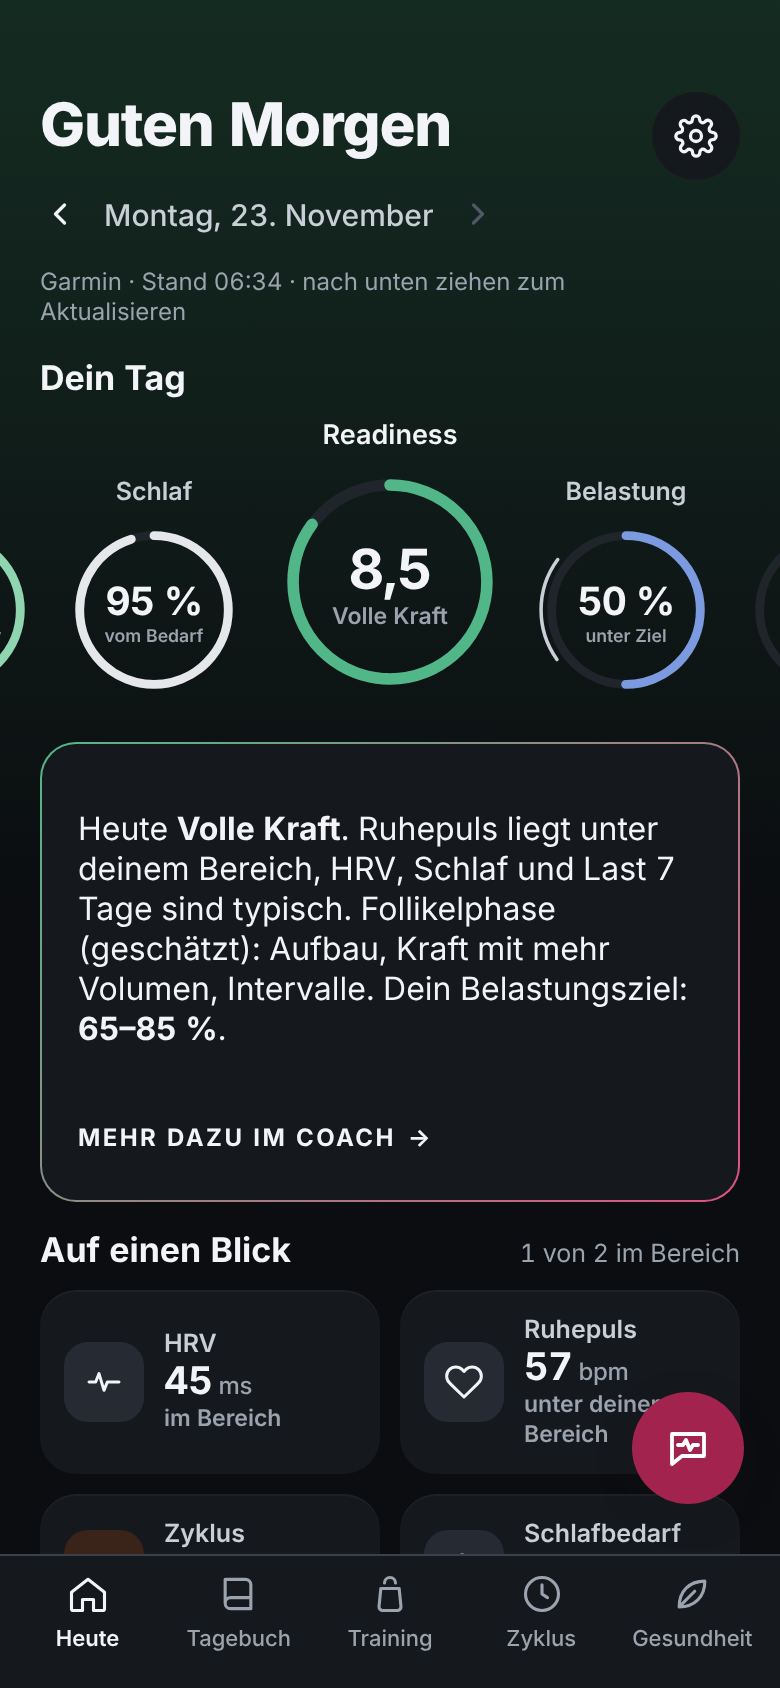 Guten Morgen
Montag, 23. November
Garmin · Stand 06:34 · nach unten ziehen zum
Aktualisieren
Dein Tag
Readiness
Schlaf
Belastung
8,5
Volle Kraft
95 %
vom Bedarf
50 %
unter Ziel
Heute Volle Kraft. Ruhepuls liegt unter
deinem Bereich, HRV, Schlaf und Last 7
Tage sind typisch. Follikelphase
(geschätzt): Aufbau, Kraft mit mehr
Volumen, Intervalle. Dein Belastungsziel:
65–85 %.
MEHR DAZU IM COACH →
Auf einen Blick
1 von 2 im Bereich
HRV
45 ms
im Bereich
Ruhepuls
57 bpm
unter deinem
Bereich
Zyklus
Schlafbedarf
Heute
Tagebuch
Training
Zyklus
Gesundheit